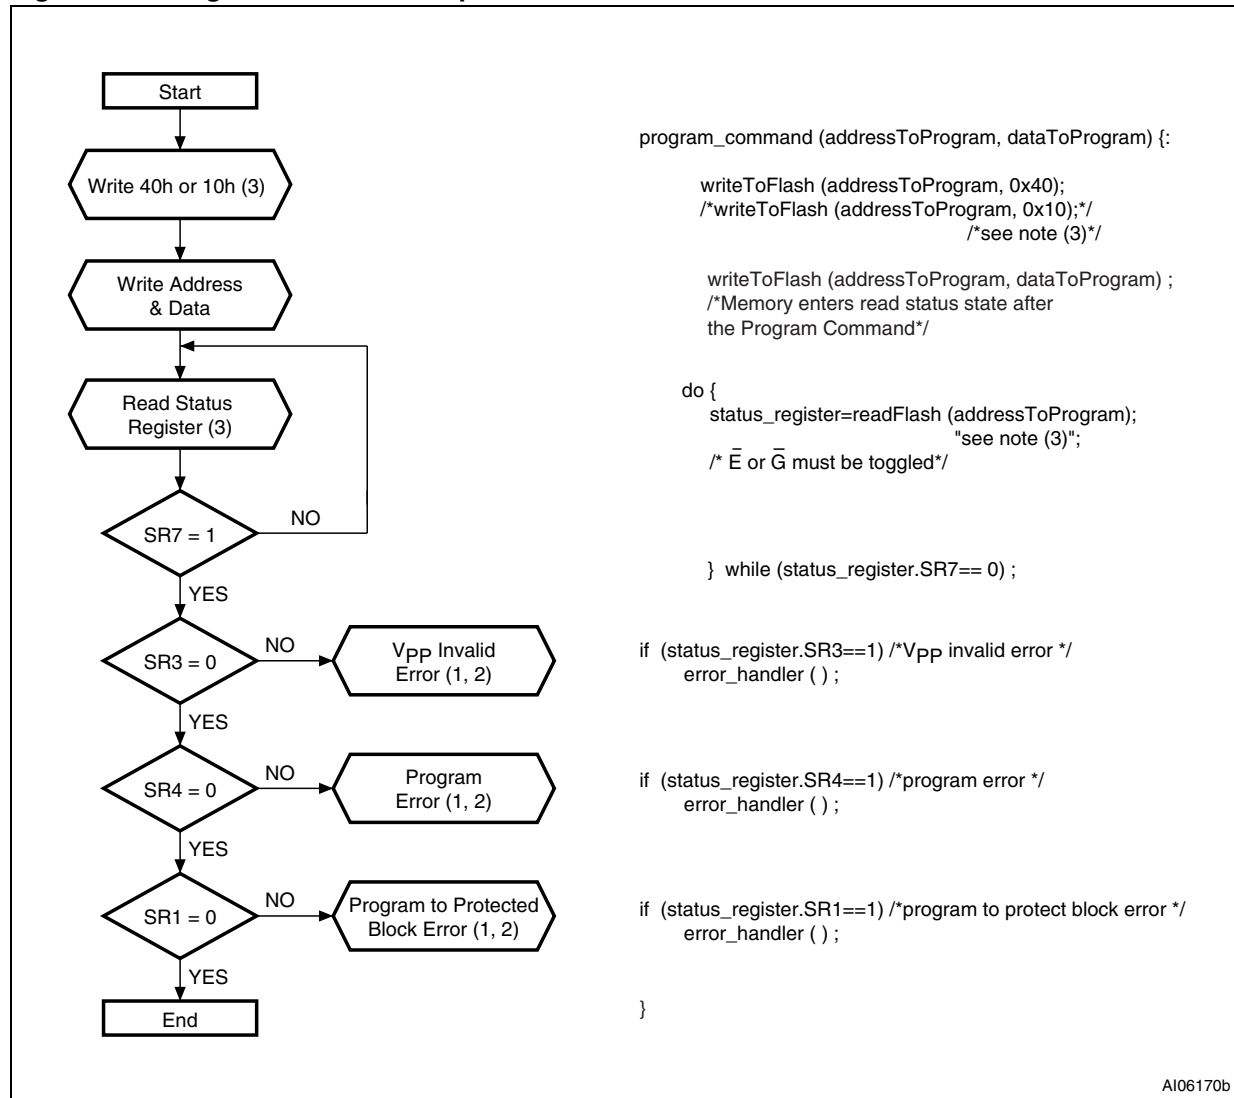 Start
Write 40h or 10h (3)
Write Address
& Data
Read Status
Register (3)
SR7 = 1
NO
YES
SR3 = 0
NO
VPP Invalid
Error (1, 2)
YES
SR4 = 0
NO
Program
Error (1, 2)
YES
SR1 = 0
NO
Program to Protected
Block Error (1, 2)
YES
End
program_command (addressToProgram, dataToProgram) {:
writeToFlash (addressToProgram, 0x40);
/*writeToFlash (addressToProgram, 0x10);*/
/*see note (3)*/
writeToFlash (addressToProgram, dataToProgram) ;
/*Memory enters read status state after
the Program Command*/
do {
status_register=readFlash (addressToProgram);
"see note (3)";
/* E̅ or G̅ must be toggled*/
} while (status_register.SR7== 0) ;
if (status_register.SR3==1) /*VPP invalid error */
error_handler ( ) ;
if (status_register.SR4==1) /*program error */
error_handler ( ) ;
if (status_register.SR1==1) /*program to protect block error */
error_handler ( ) ;
}
AI06170b